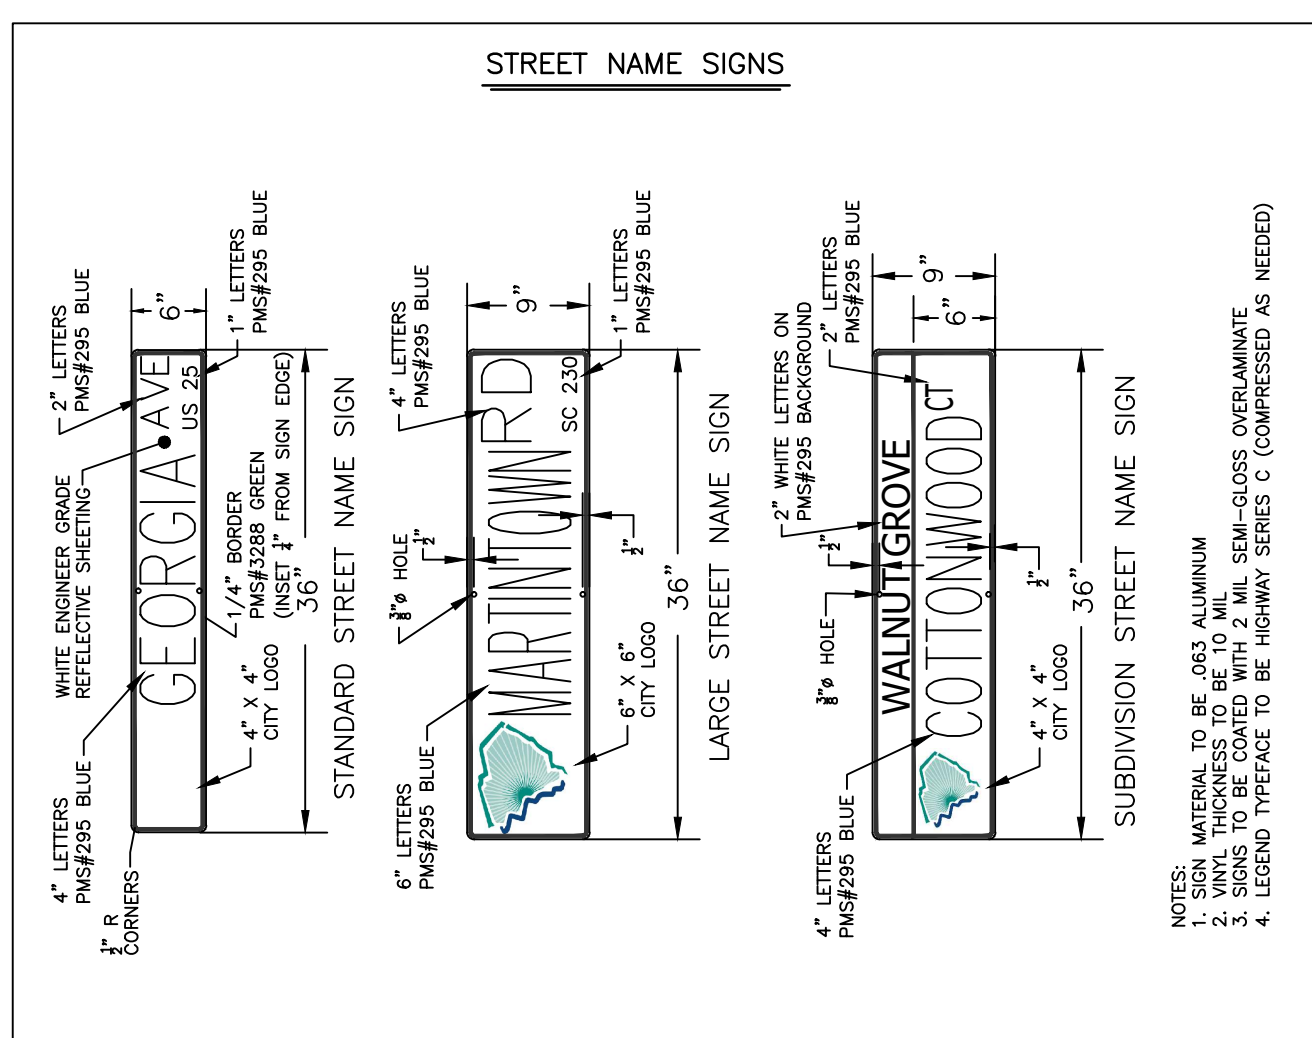 STREET NAME SIGNS
4" LETTERS
PMS#295 BLUE
1/2" R
CORNERS
WHITE ENGINEER GRADE
REFELECTIVE SHEETING
2" LETTERS
PMS#295 BLUE
6"
1" LETTERS
PMS#295 BLUE
GEORGIA AVE
US 25
1/4" BORDER
PMS#3288 GREEN
(INSET 1/4" FROM SIGN EDGE)
4" X 4"
CITY LOGO
36"
STANDARD STREET NAME SIGN
6" LETTERS
PMS#295 BLUE
3/8"ø HOLE
1/2"
4" LETTERS
PMS#295 BLUE
9"
1" LETTERS
PMS#295 BLUE
MARTINTOWN RD
SC 230
1/2"
6" X 6"
CITY LOGO
36"
LARGE STREET NAME SIGN
4" LETTERS
PMS#295 BLUE
3/8"ø HOLE
1/2"
2" WHITE LETTERS ON
PMS#295 BACKGROUND
2" LETTERS
PMS#295 BLUE
9"
6"
WALNUT GROVE
COTTONWOOD CT
1/2"
4" X 4"
CITY LOGO
36"
SUBDIVISION STREET NAME SIGN
NOTES:
1. SIGN MATERIAL TO BE .063 ALUMINUM
2. VINYL THICKNESS TO BE 10 MIL
3. SIGNS TO BE COATED WITH 2 MIL SEMI-GLOSS OVERLAMINATE
4. LEGEND TYPEFACE TO BE HIGHWAY SERIES C (COMPRESSED AS NEEDED)